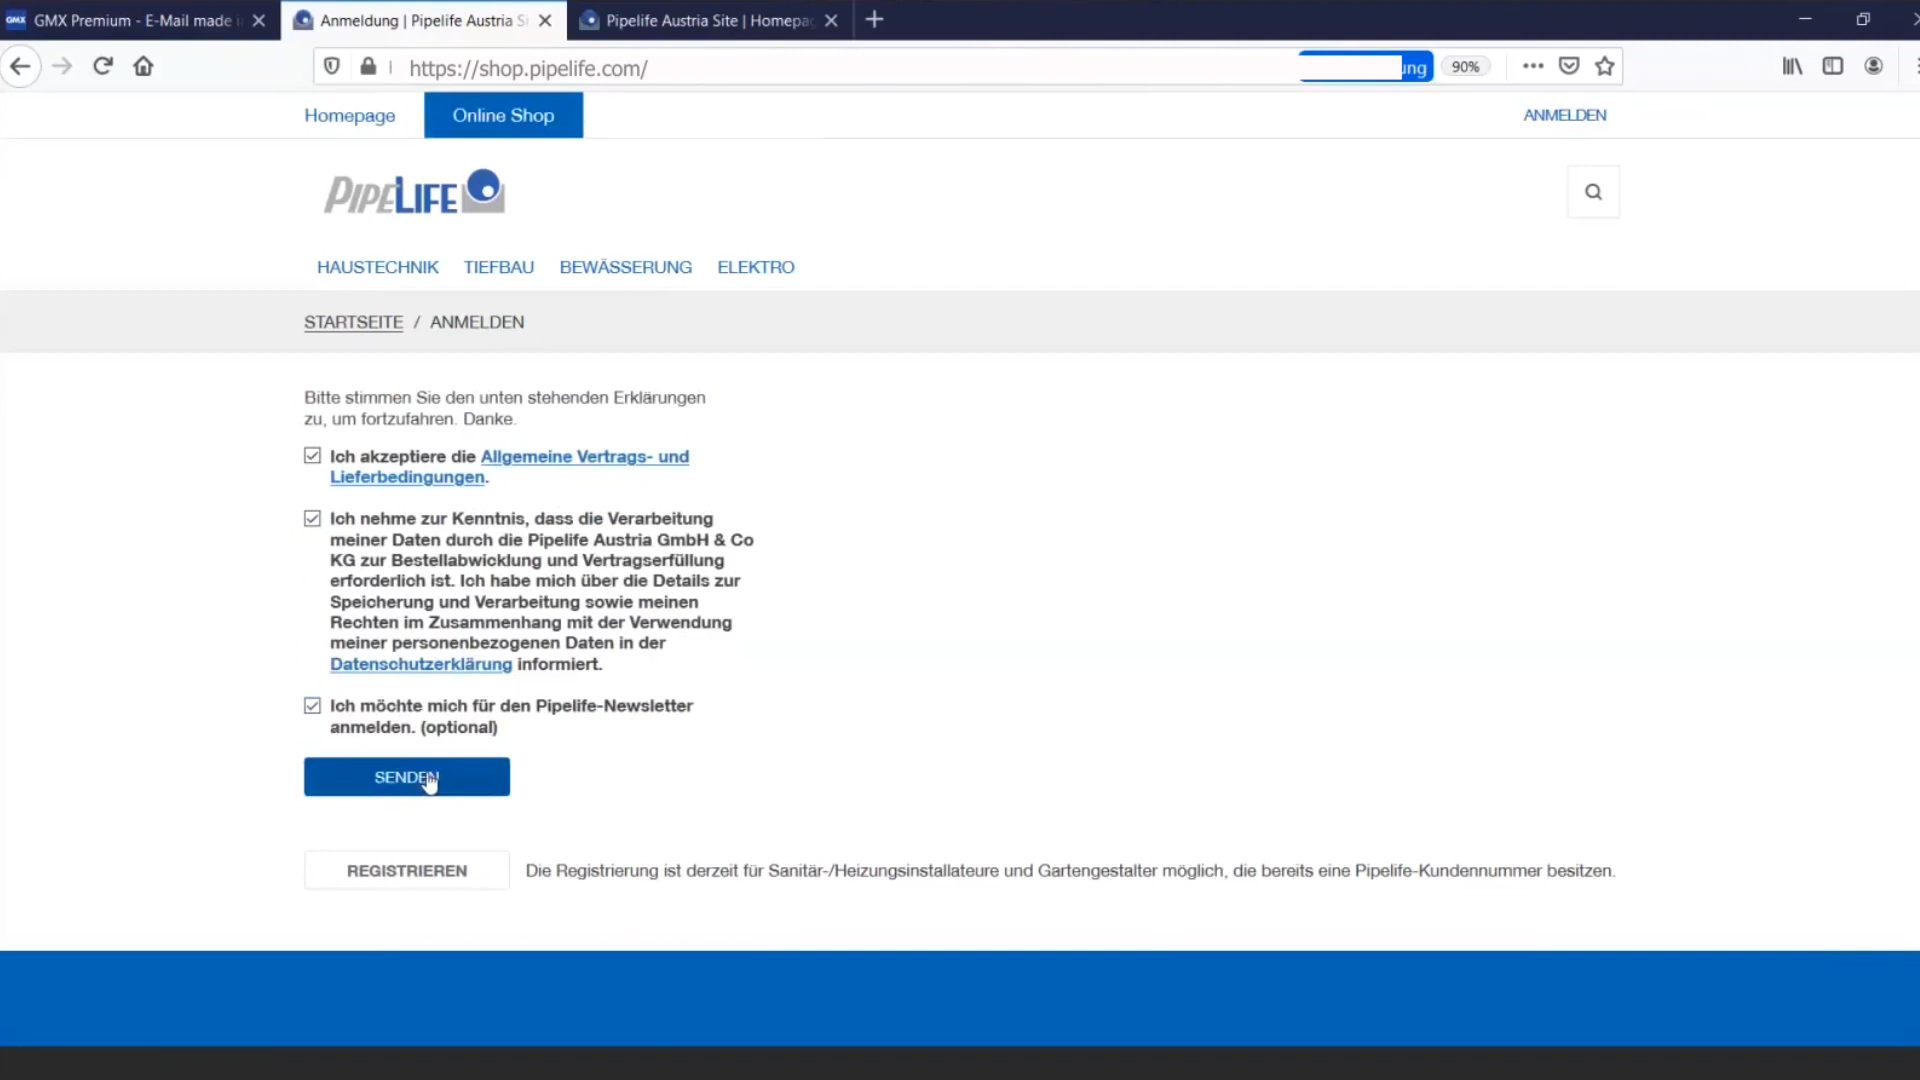 GMX GMX Premium - E-Mail made
Anmeldung | Pipelife Austria
Pipelife Austria Site | Homepa
https://shop.pipelife.com/
ung
90%
Homepage
Online Shop
ANMELDEN
PIPELIFE
HAUSTECHNIK TIEFBAU BEWÄSSERUNG ELEKTRO
STARTSEITE / ANMELDEN
Bitte stimmen Sie den unten stehenden Erklärungen
zu, um fortzufahren. Danke.
Ich akzeptiere die Allgemeine Vertrags- und
Lieferbedingungen.
Ich nehme zur Kenntnis, dass die Verarbeitung
meiner Daten durch die Pipelife Austria GmbH & Co
KG zur Bestellabwicklung und Vertragserfüllung
erforderlich ist. Ich habe mich über die Details zur
Speicherung und Verarbeitung sowie meinen
Rechten im Zusammenhang mit der Verwendung
meiner personenbezogenen Daten in der
Datenschutzerklärung informiert.
Ich möchte mich für den Pipelife-Newsletter
anmelden. (optional)
SENDEN
REGISTRIEREN
Die Registrierung ist derzeit für Sanitär-/Heizungsinstallateure und Gartengestalter möglich, die bereits eine Pipelife-Kundennummer besitzen.